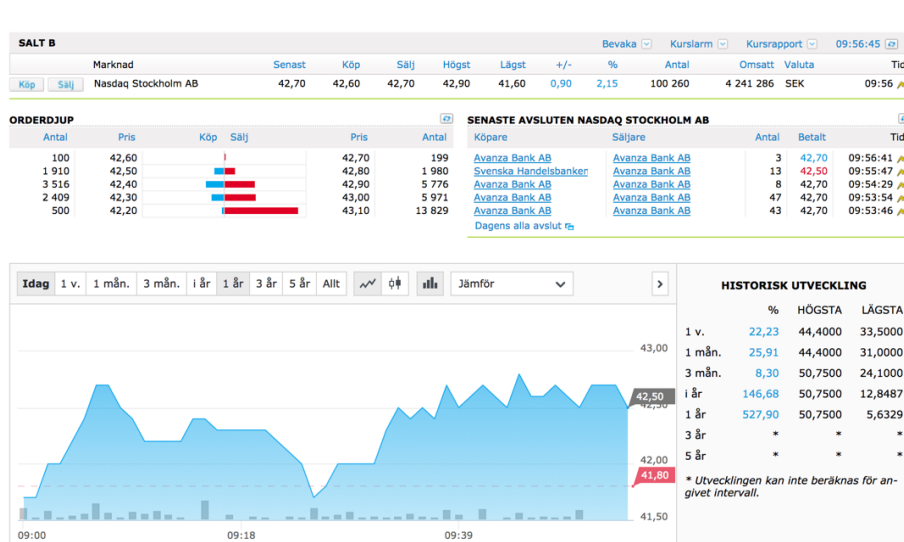 SALT B Bevaka Kurslarm Kursrapport 09:56:45
Marknad Senast Köp Sälj Högst Lägst +/- % Antal Omsatt Valuta Tid
Köp Sälj Nasdaq Stockholm AB 42,70 42,60 42,70 42,90 41,60 0,90 2,15 100 260 4 241 286 SEK 09:56
ORDERDJUP
Antal Pris Köp Sälj Pris Antal
100 42,60 42,70 199
1 910 42,50 42,80 1 980
3 516 42,40 42,90 5 776
2 409 42,30 43,00 5 971
500 42,20 43,10 13 829
SENASTE AVSLUTEN NASDAQ STOCKHOLM AB
Köpare Säljare Antal Betalt Tid
Avanza Bank AB Avanza Bank AB 3 42,70 09:56:41
Svenska Handelsbanken Avanza Bank AB 13 42,50 09:55:47
Avanza Bank AB Avanza Bank AB 8 42,70 09:54:29
Avanza Bank AB Avanza Bank AB 47 42,70 09:53:54
Avanza Bank AB Avanza Bank AB 43 42,70 09:53:46
Dagens alla avslut
Idag 1 v. 1 mån. 3 mån. i år 1 år 3 år 5 år Allt Jämför
43,00
42,50
42,50
42,00
41,80
41,50
09:00 09:18 09:39
HISTORISK UTVECKLING
% HÖGSTA LÄGSTA
1 v. 22,23 44,4000 33,5000
1 mån. 25,91 44,4000 31,0000
3 mån. 8,30 50,7500 24,1000
i år 146,68 50,7500 12,8487
1 år 527,90 50,7500 5,6329
3 år * * *
5 år * * *
* Utvecklingen kan inte beräknas för an-
givet intervall.